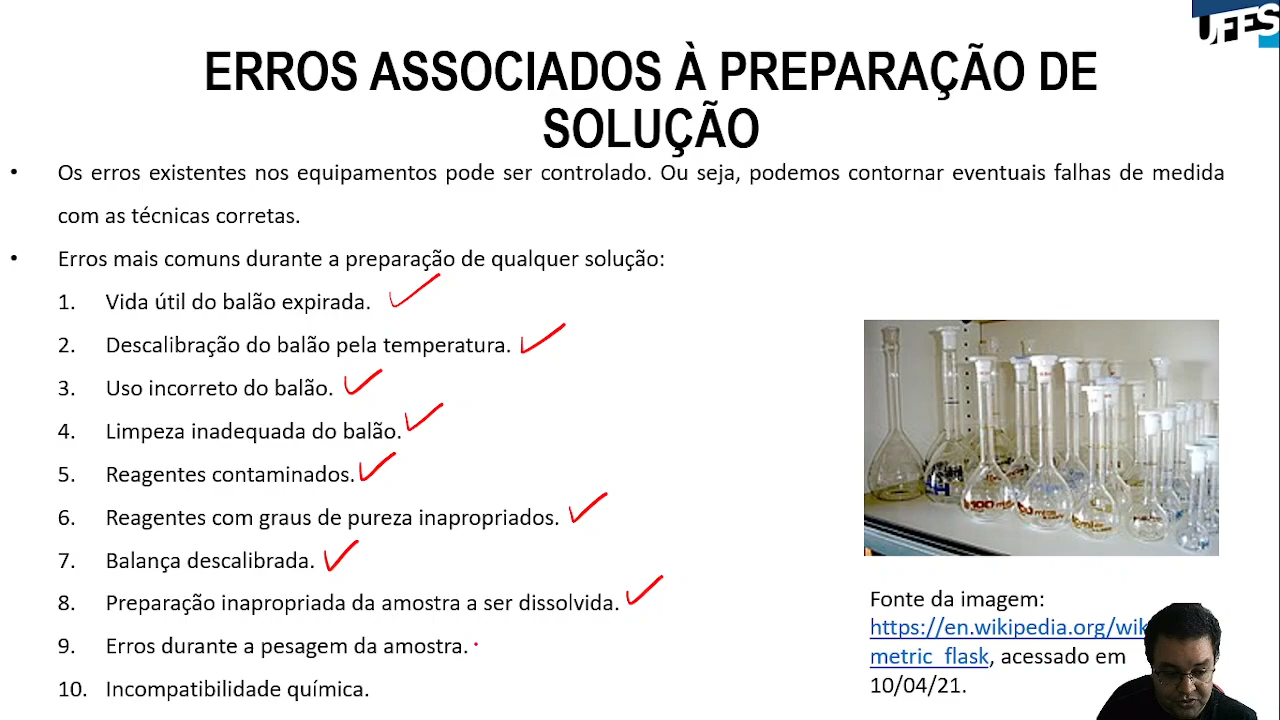 UFES
ERROS ASSOCIADOS À PREPARAÇÃO DE
SOLUÇÃO
• Os erros existentes nos equipamentos pode ser controlado. Ou seja, podemos contornar eventuais falhas de medida
com as técnicas corretas.
• Erros mais comuns durante a preparação de qualquer solução:
1. Vida útil do balão expirada.
2. Descalibração do balão pela temperatura.
3. Uso incorreto do balão.
4. Limpeza inadequada do balão.
5. Reagentes contaminados.
6. Reagentes com graus de pureza inapropriados.
7. Balança descalibrada.
8. Preparação inapropriada da amostra a ser dissolvida.
9. Erros durante a pesagem da amostra.
10. Incompatibilidade química.
Fonte da imagem:
https://en.wikipedia.org/wik
metric_flask, acessado em
10/04/21.